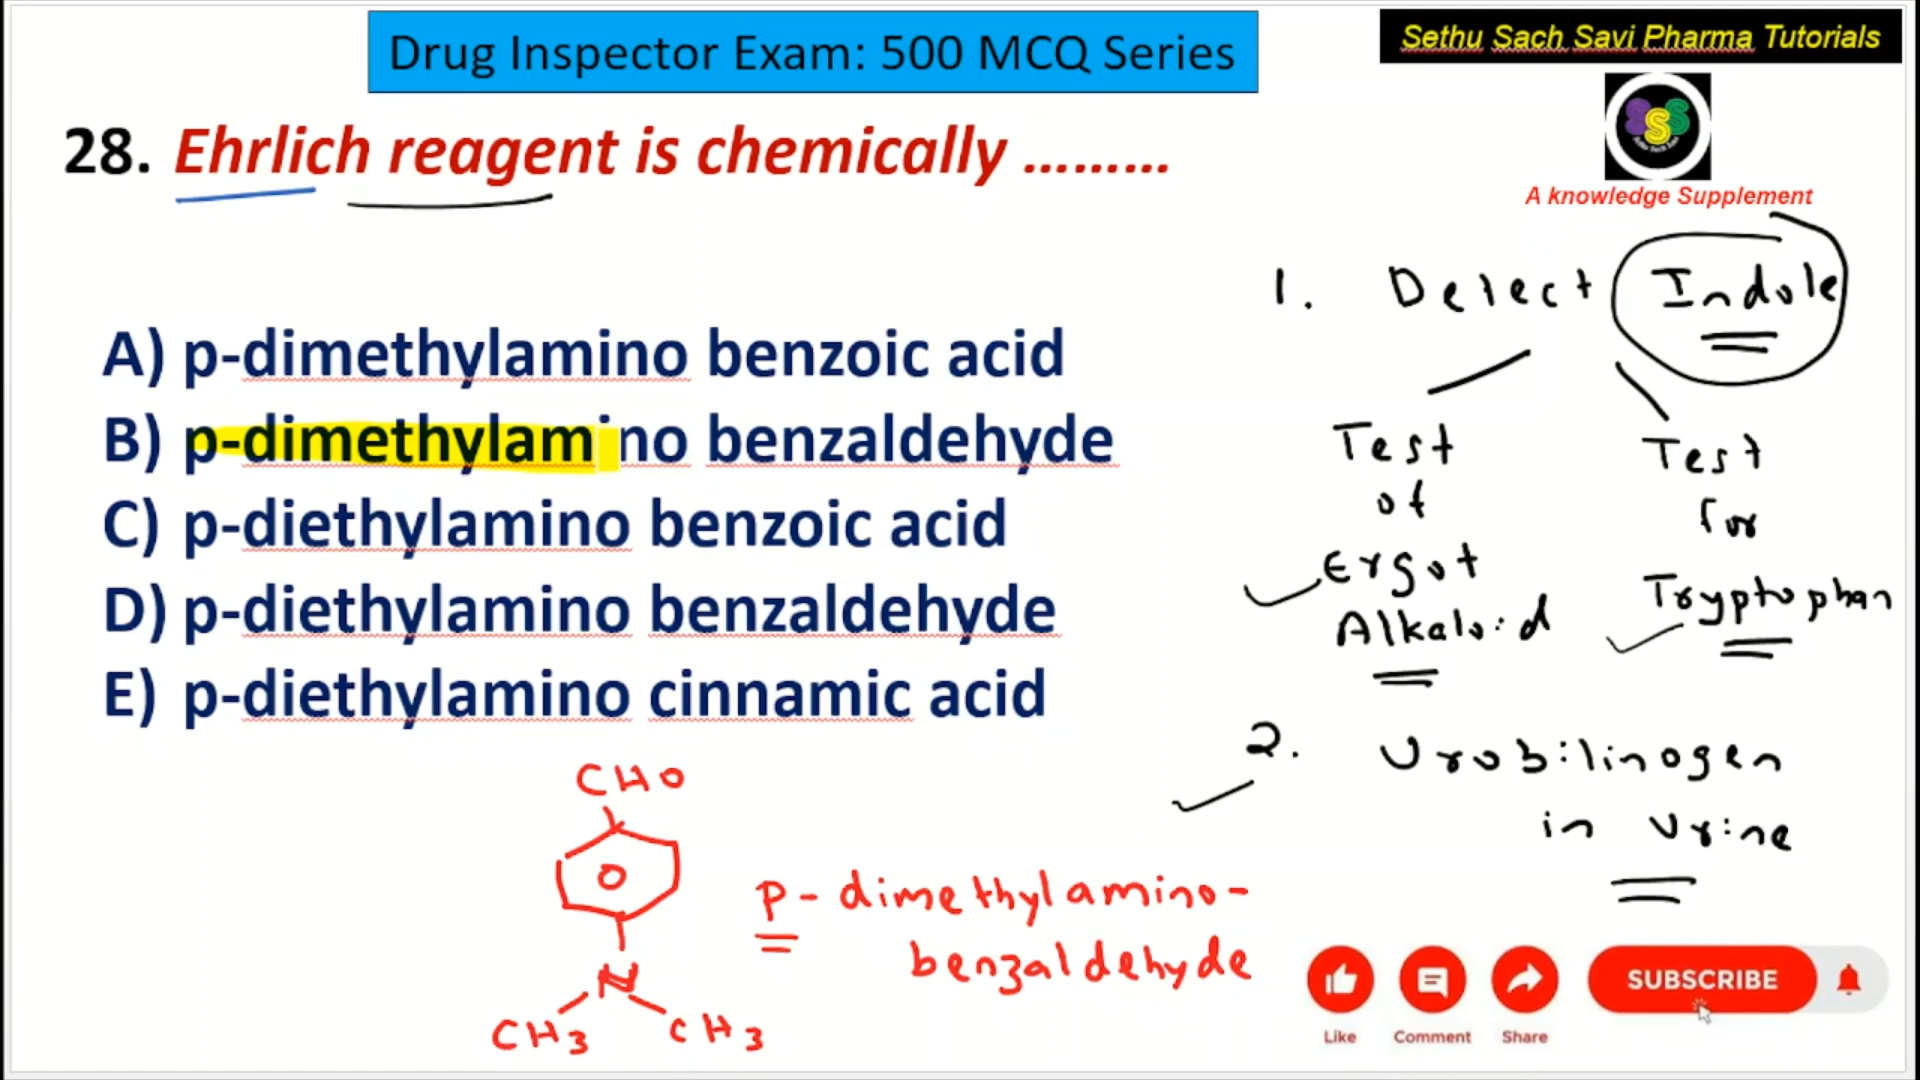 Drug Inspector Exam: 500 MCQ Series
Sethu Sach Savi Pharma Tutorials
SSS
A knowledge Supplement
28. Ehrlich reagent is chemically .........
A) p-dimethylamino benzoic acid
B) p-dimethylamino benzaldehyde
C) p-diethylamino benzoic acid
D) p-diethylamino benzaldehyde
E) p-diethylamino cinnamic acid
1. Detect Indole
Test
of
Ergot
Alkaloid
Test
for
Tryptophan
2. Urobilinogen
in Urine
CHO
N
CH3 CH3
p-dimethylamino-
benzaldehyde
SUBSCRIBE
Like Comment Share